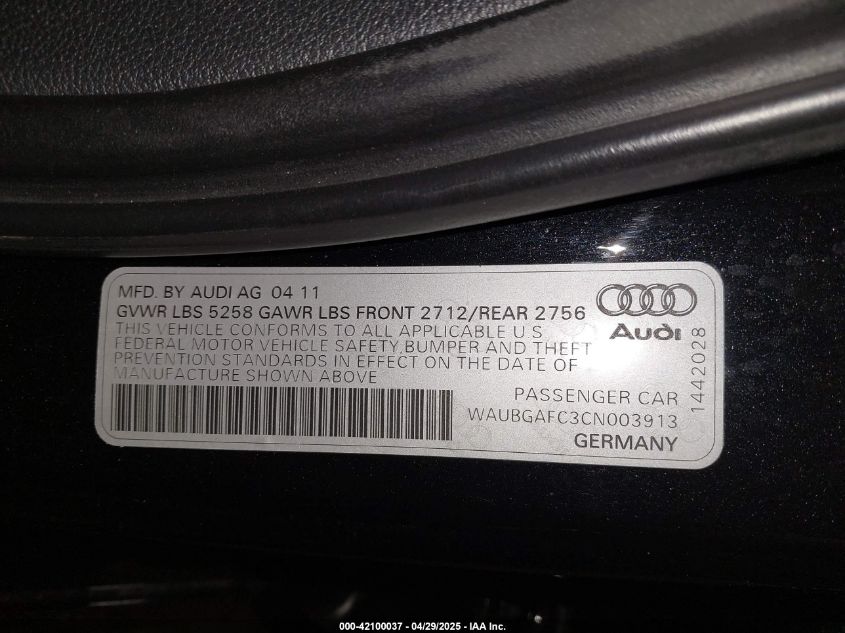 MFD. BY AUDI AG 04 11
GVWR LBS 5258 GAWR LBS FRONT 2712/REAR 2756
THIS VEHICLE CONFORMS TO ALL APPLICABLE U S
FEDERAL MOTOR VEHICLE SAFETY,BUMPER AND THEFT
PREVENTION STANDARDS IN EFFECT ON THE DATE OF
MANUFACTURE SHOWN ABOVE
Audi
PASSENGER CAR
WAUBGAFC3CN003913
GERMANY
1442028
000-42100037 - 04/29/2025 - IAA Inc.